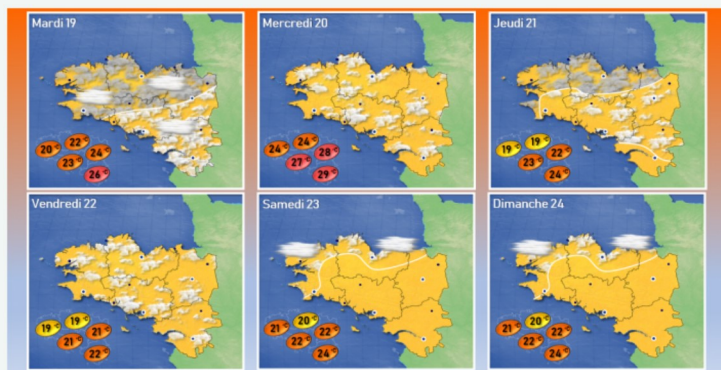 Mardi 19
20°C 22°C 23°C 24°C 26°C
Mercredi 20
24°C 24°C 27°C 28°C 29°C
Jeudi 21
19°C 19°C 23°C 22°C 24°C
Vendredi 22
19°C 19°C 21°C 21°C 22°C
Samedi 23
21°C 20°C 22°C 22°C 24°C
Dimanche 24
21°C 20°C 22°C 22°C 24°C